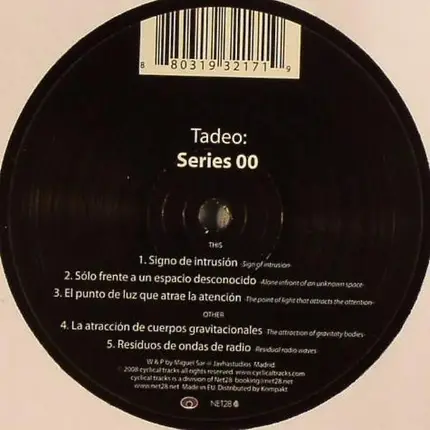 8 80319 32171 9
Tadeo:
Series 00
THIS
1. Signo de intrusión -Sign of intrusion-
2. Sólo frente a un espacio desconocido -Alone infront of an unknown space-
3. El punto de luz que atrae la atención -The point of light that attracts the attention-
OTHER
4. La atracción de cuerpos gravitacionales -The attraction of gravitity bodies-
5. Residuos de ondas de radio -Residual radio waves
W & P by Miguel Sar @ Madrid.
© 2008 cyclical tracks all rights reserved. www.cyclicaltracks.com
cyclical tracks is a division of Net28 booking@net28.net
www.net28.net Made in EU. Distributed by Kompakt
NET28